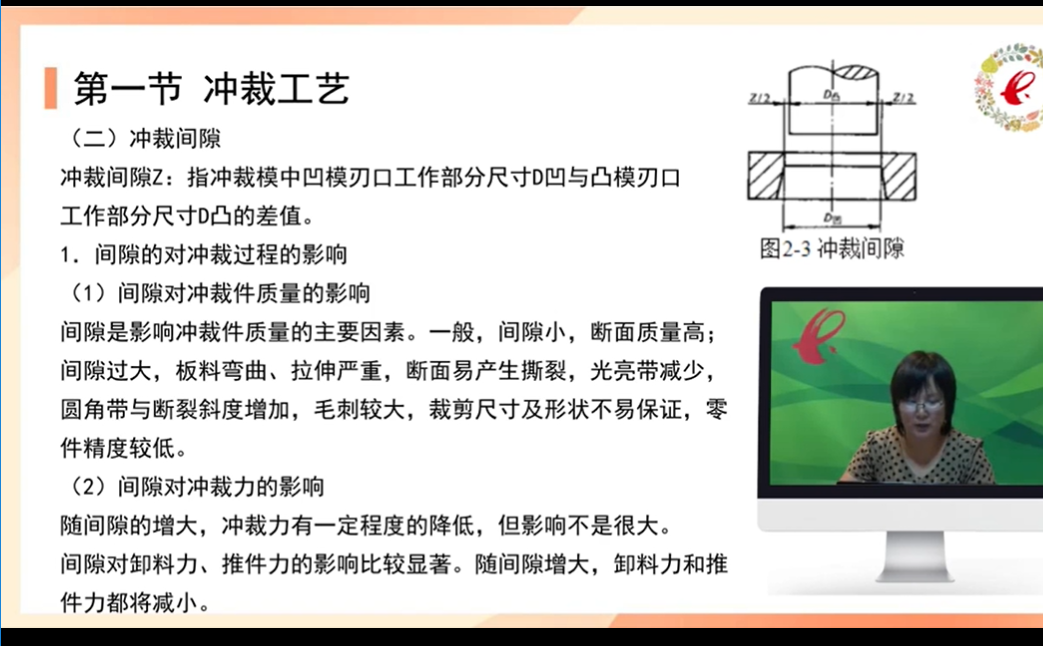 第一节 冲裁工艺
（二）冲裁间隙
冲裁间隙Z：指冲裁模中凹模刃口工作部分尺寸D凹与凸模刃口
工作部分尺寸D凸的差值。
1．间隙的对冲裁过程的影响
（1）间隙对冲裁件质量的影响
间隙是影响冲裁件质量的主要因素。一般，间隙小，断面质量高；
间隙过大，板料弯曲、拉伸严重，断面易产生撕裂，光亮带减少，
圆角带与断裂斜度增加，毛刺较大，裁剪尺寸及形状不易保证，零
件精度较低。
（2）间隙对冲裁力的影响
随间隙的增大，冲裁力有一定程度的降低，但影响不是很大。
间隙对卸料力、推件力的影响比较显著。随间隙增大，卸料力和推
件力都将减小。
Z/2 D凸 Z/2
D凹
图2-3 冲裁间隙